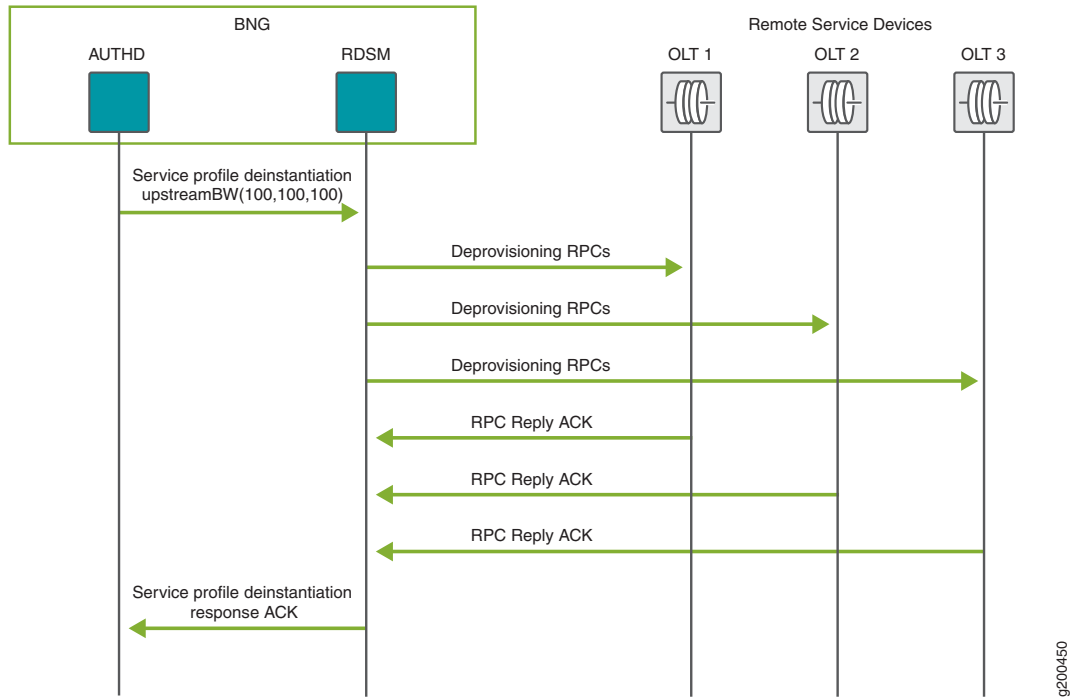 BNG
Remote Service Devices
AUTHD
RDSM
OLT 1
OLT 2
OLT 3
Service profile deinstantiation
upstreamBW(100,100,100)
Deprovisioning RPCs
Deprovisioning RPCs
Deprovisioning RPCs
RPC Reply ACK
RPC Reply ACK
RPC Reply ACK
Service profile deinstantiation
response ACK
g200450